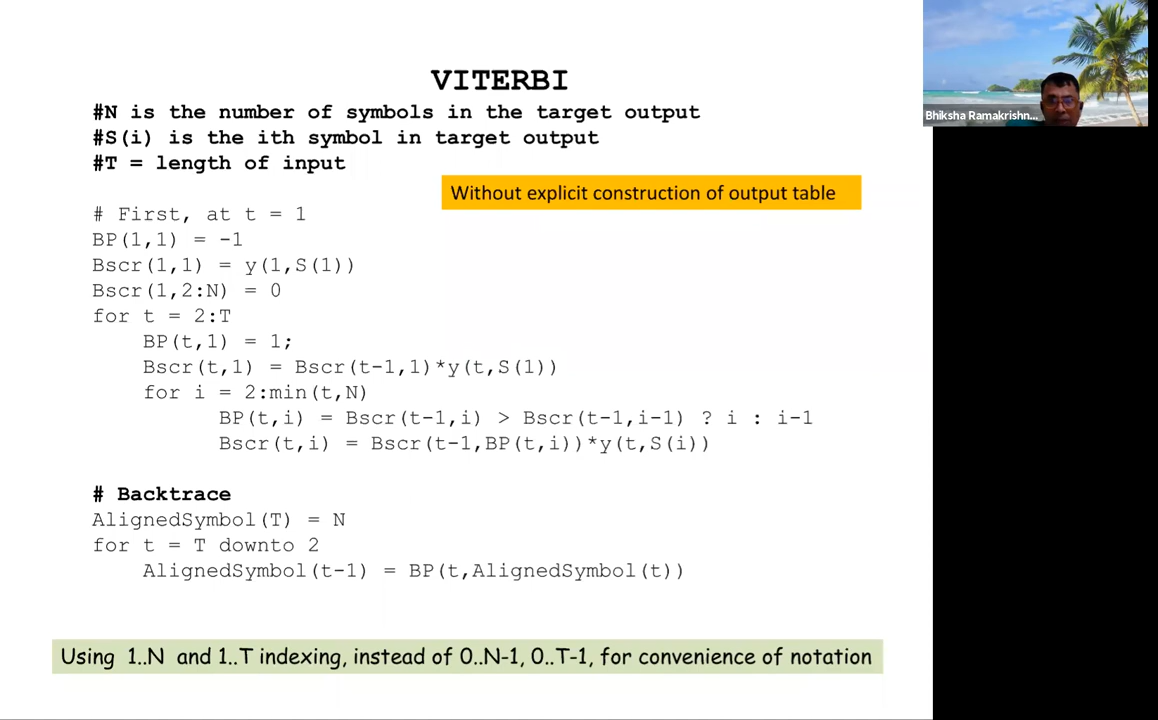 VITERBI
#N is the number of symbols in the target output
#S(i) is the ith symbol in target output
#T = length of input
Without explicit construction of output table
# First, at t = 1
BP(1,1) = -1
Bscr(1,1) = y(1,S(1))
Bscr(1,2:N) = 0
for t = 2:T
BP(t,1) = 1;
Bscr(t,1) = Bscr(t-1,1)*y(t,S(1))
for i = 2:min(t,N)
BP(t,i) = Bscr(t-1,i) > Bscr(t-1,i-1) ? i : i-1
Bscr(t,i) = Bscr(t-1,BP(t,i))*y(t,S(i))
# Backtrace
AlignedSymbol(T) = N
for t = T downto 2
AlignedSymbol(t-1) = BP(t,AlignedSymbol(t))
Using 1..N and 1..T indexing, instead of 0..N-1, 0..T-1, for convenience of notation
Bhiksha Ramakrishn...